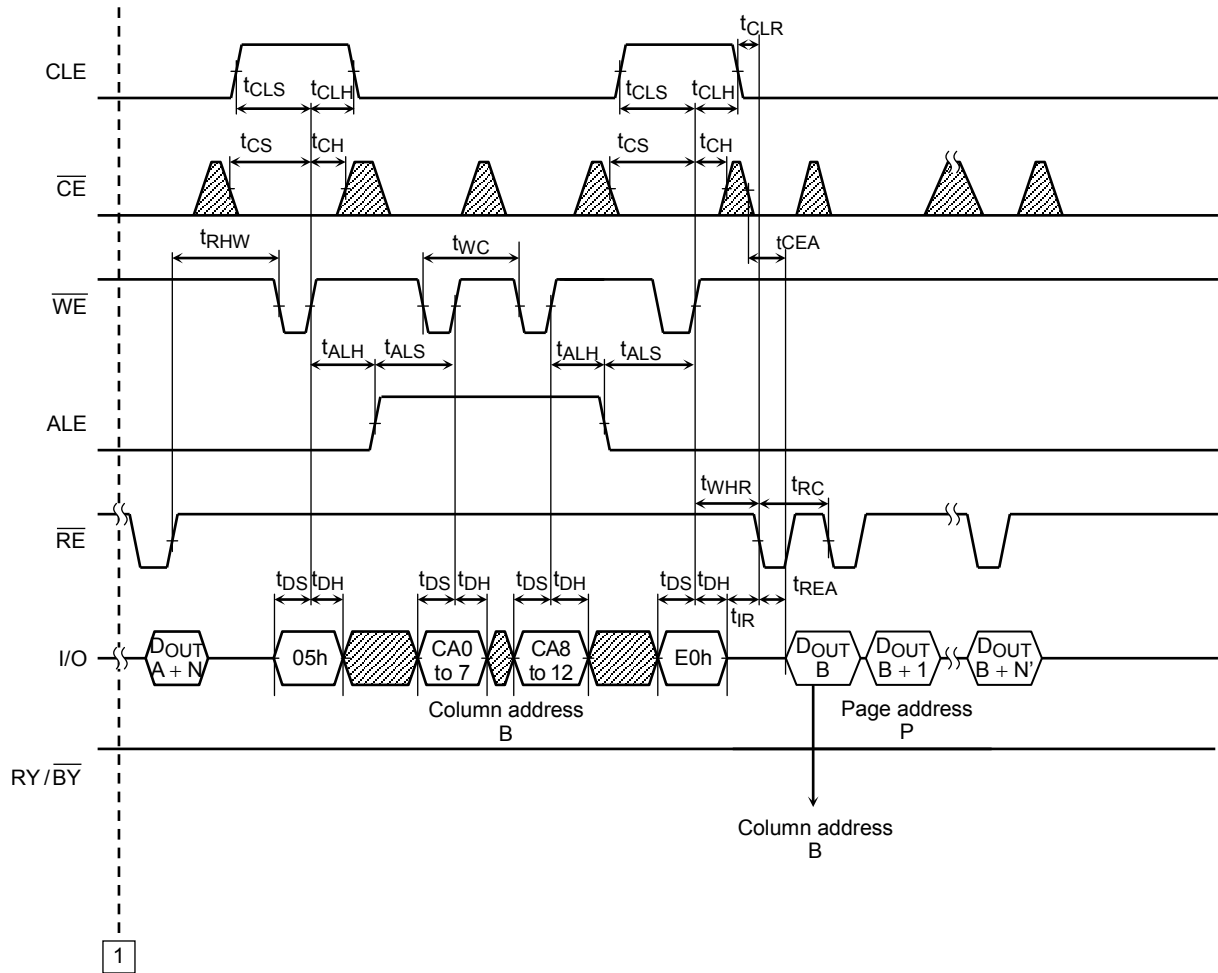 tCLR
CLE
tCLS tCLH tCLS tCLH
tCS tCH tCS tCH
CE
tRHW tWC tCEA
WE
tALH tALS tALH tALS
ALE
tWHR tRC
RE
tDS tDH tDS tDH tDS tDH tDS tDH tREA
tIR
I/O
DOUT
A + N
05h
CA0
to 7
CA8
to 12
E0h
DOUT
B
DOUT
B + 1
DOUT
B + N’
Column address
B
Page address
P
RY / BY
Column address
B
1